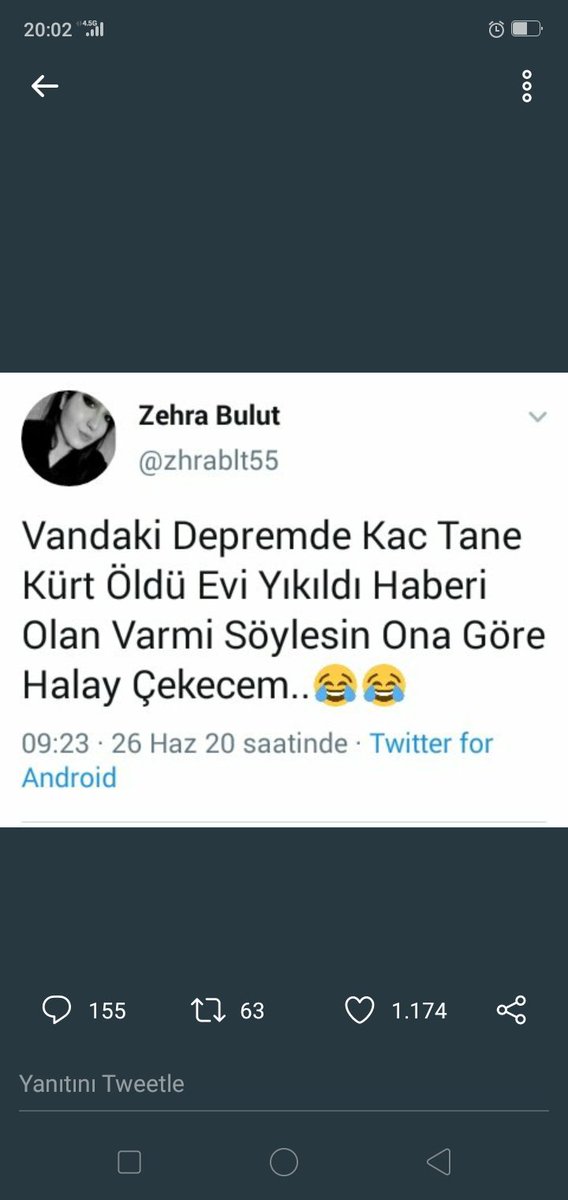 20:02 4.5G
Zehra Bulut
@zhrablt55
Vandaki Depremde Kac Tane
Kürt Öldü Evi Yıkıldı Haberi
Olan Varmi Söylesin Ona Göre
Halay Çekecem..😂😂
09:23 · 26 Haz 20 saatinde · Twitter for
Android
155 63 1.174
Yanıtını Tweetle